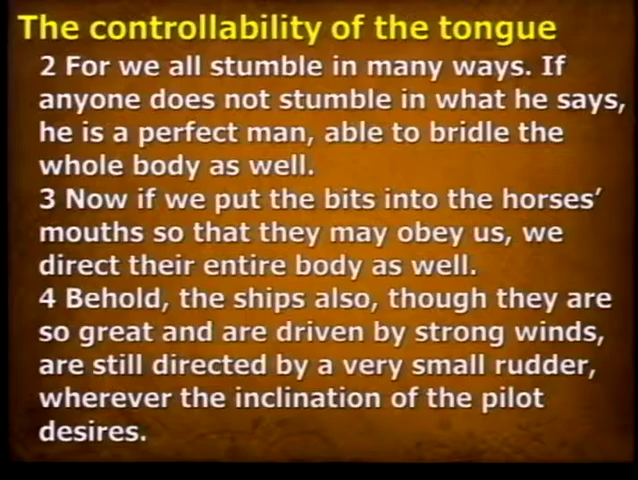 The controllability of the tongue
2 For we all stumble in many ways. If
anyone does not stumble in what he says,
he is a perfect man, able to bridle the
whole body as well.
3 Now if we put the bits into the horses’
mouths so that they may obey us, we
direct their entire body as well.
4 Behold, the ships also, though they are
so great and are driven by strong winds,
are still directed by a very small rudder,
wherever the inclination of the pilot
desires.